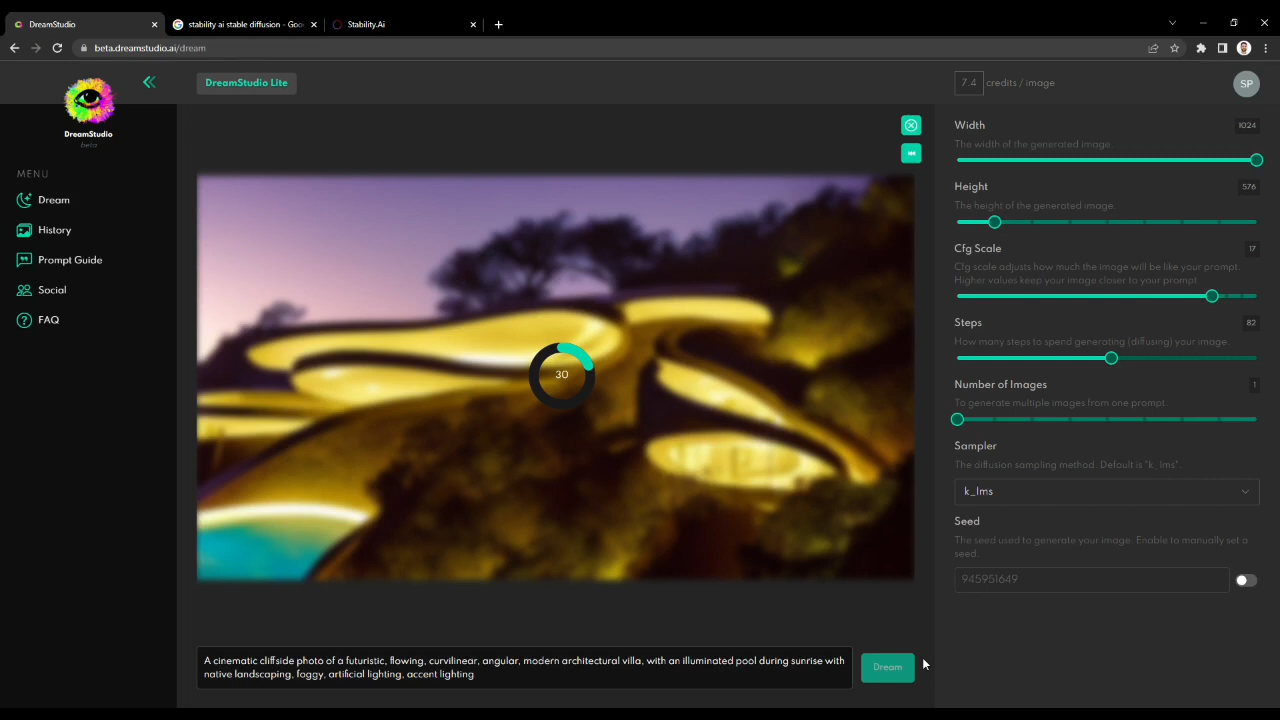 DreamStudio
stability ai stable diffusion - Goo
Stability.Ai
beta.dreamstudio.ai/dream
DreamStudio
beta
DreamStudio Lite
7.4 credits / image
SP
MENU
Dream
History
Prompt Guide
Social
FAQ
30
Width
1024
The width of the generated image.
Height
576
The height of the generated image.
Cfg Scale
17
Cfg scale adjusts how much the image will be like your prompt.
Higher values keep your image closer to your prompt.
Steps
82
How many steps to spend generating (diffusing) your image.
Number of Images
1
To generate multiple images from one prompt.
Sampler
The diffusion sampling method. Default is "k_lms".
k_lms
Seed
The seed used to generate your image. Enable to manually set a
seed.
945951649
A cinematic cliffside photo of a futuristic, flowing, curvilinear, angular, modern architectural villa, with an illuminated pool during sunrise with
native landscaping, foggy, artificial lighting, accent lighting
Dream